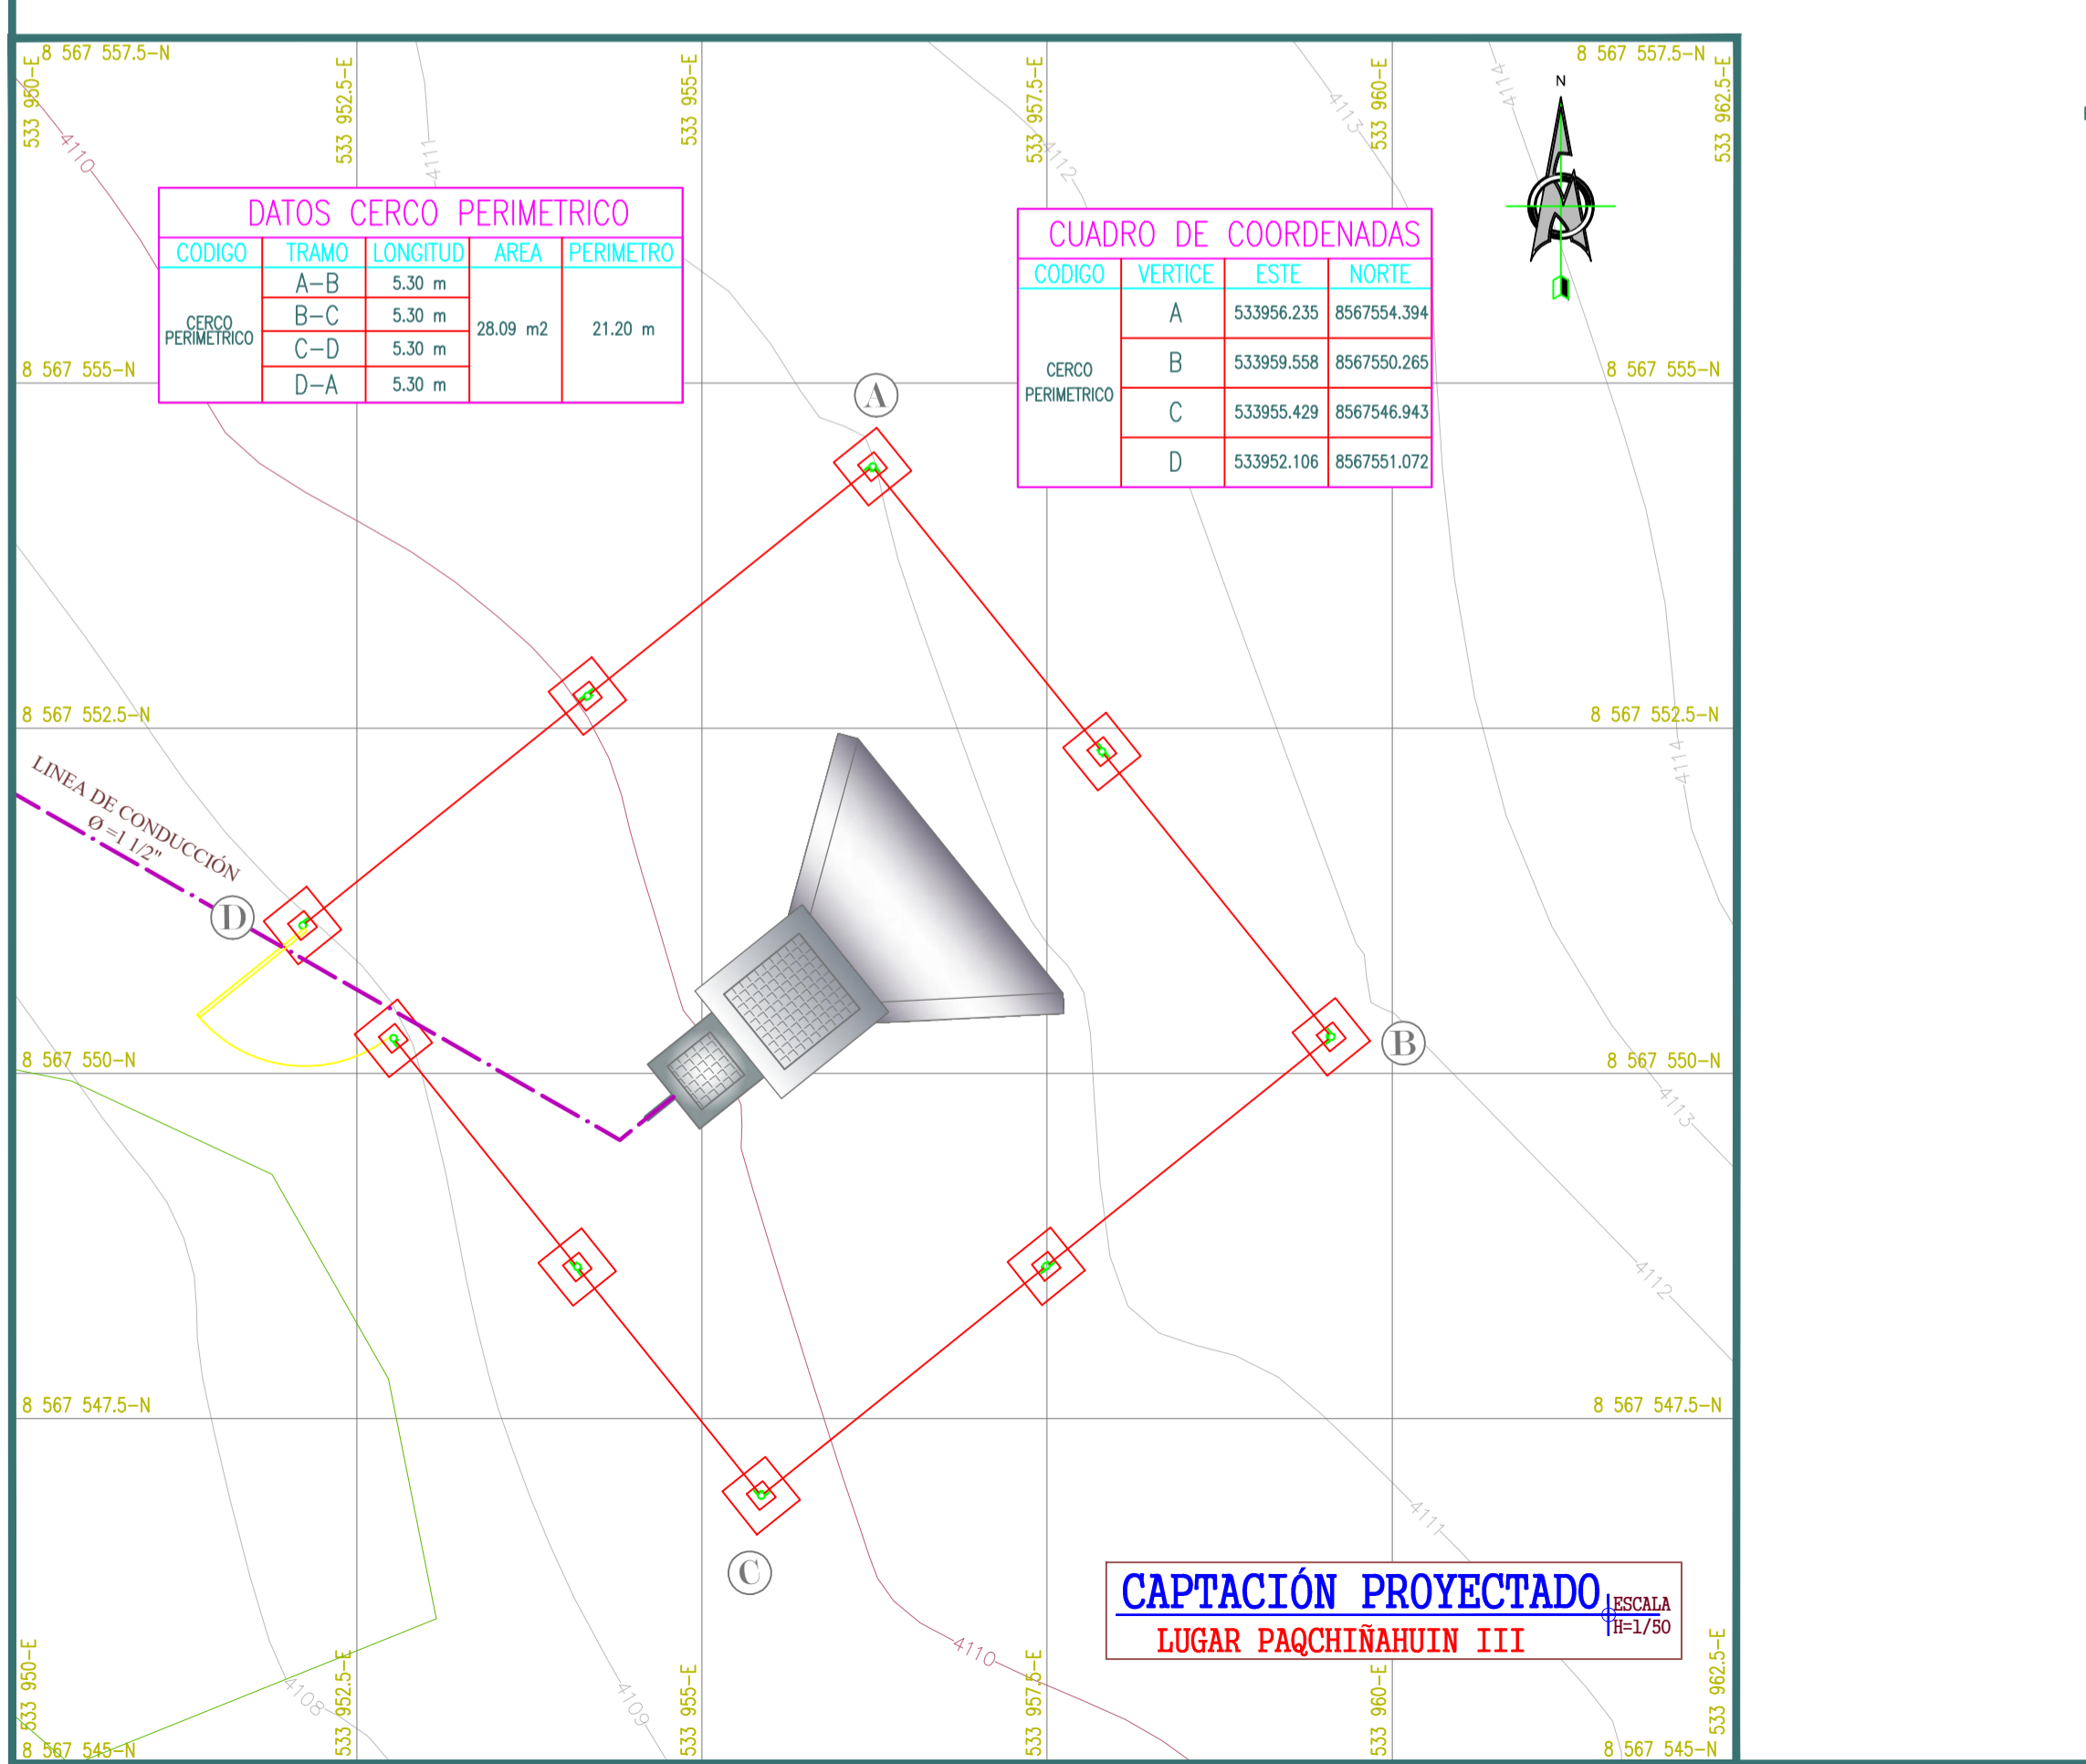 8 567 557.5-N
8 567 557.5-N
533 950-E
533 952.5-E
533 955-E
533 957.5-E
533 960-E
533 962.5-E
N
4110
4111
4112
4113
4114
DATOS CERCO PERIMETRICO
CODIGO TRAMO LONGITUD AREA PERIMETRO
CERCO PERIMETRICO
A-B 5.30 m
B-C 5.30 m
C-D 5.30 m
D-A 5.30 m
28.09 m2 21.20 m
CUADRO DE COORDENADAS
CODIGO VERTICE ESTE NORTE
CERCO
PERIMETRICO
A 533956.235 8567554.394
B 533959.558 8567550.265
C 533955.429 8567546.943
D 533952.106 8567551.072
8 567 555-N
8 567 555-N
A
8 567 552.5-N
8 567 552.5-N
4114
LINEA DE CONDUCCIÓN
Ø =1 1/2"
D
B
8 567 550-N
8 567 550-N
4113
4112
8 567 547.5-N
8 567 547.5-N
4111
C
CAPTACIÓN PROYECTADO
ESCALA
H=1/50
LUGAR PAQCHIÑAHUIN III
4110
4108
4109
533 950-E
533 952.5-E
533 955-E
533 957.5-E
533 960-E
533 962.5-E
8 567 545-N
8 567 545-N